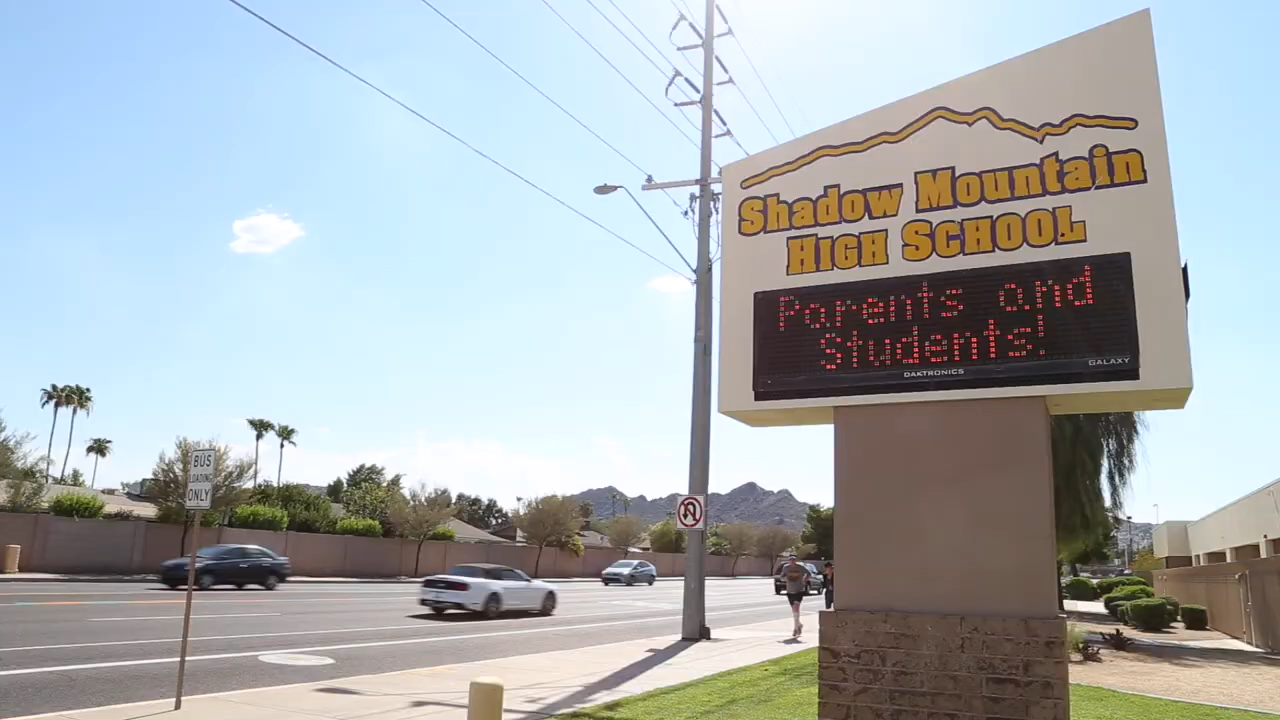 Shadow Mountain
HIGH SCHOOL
Parents and
Students!
DAKTRONICS
GALAXY
BUS
LOADING
ONLY